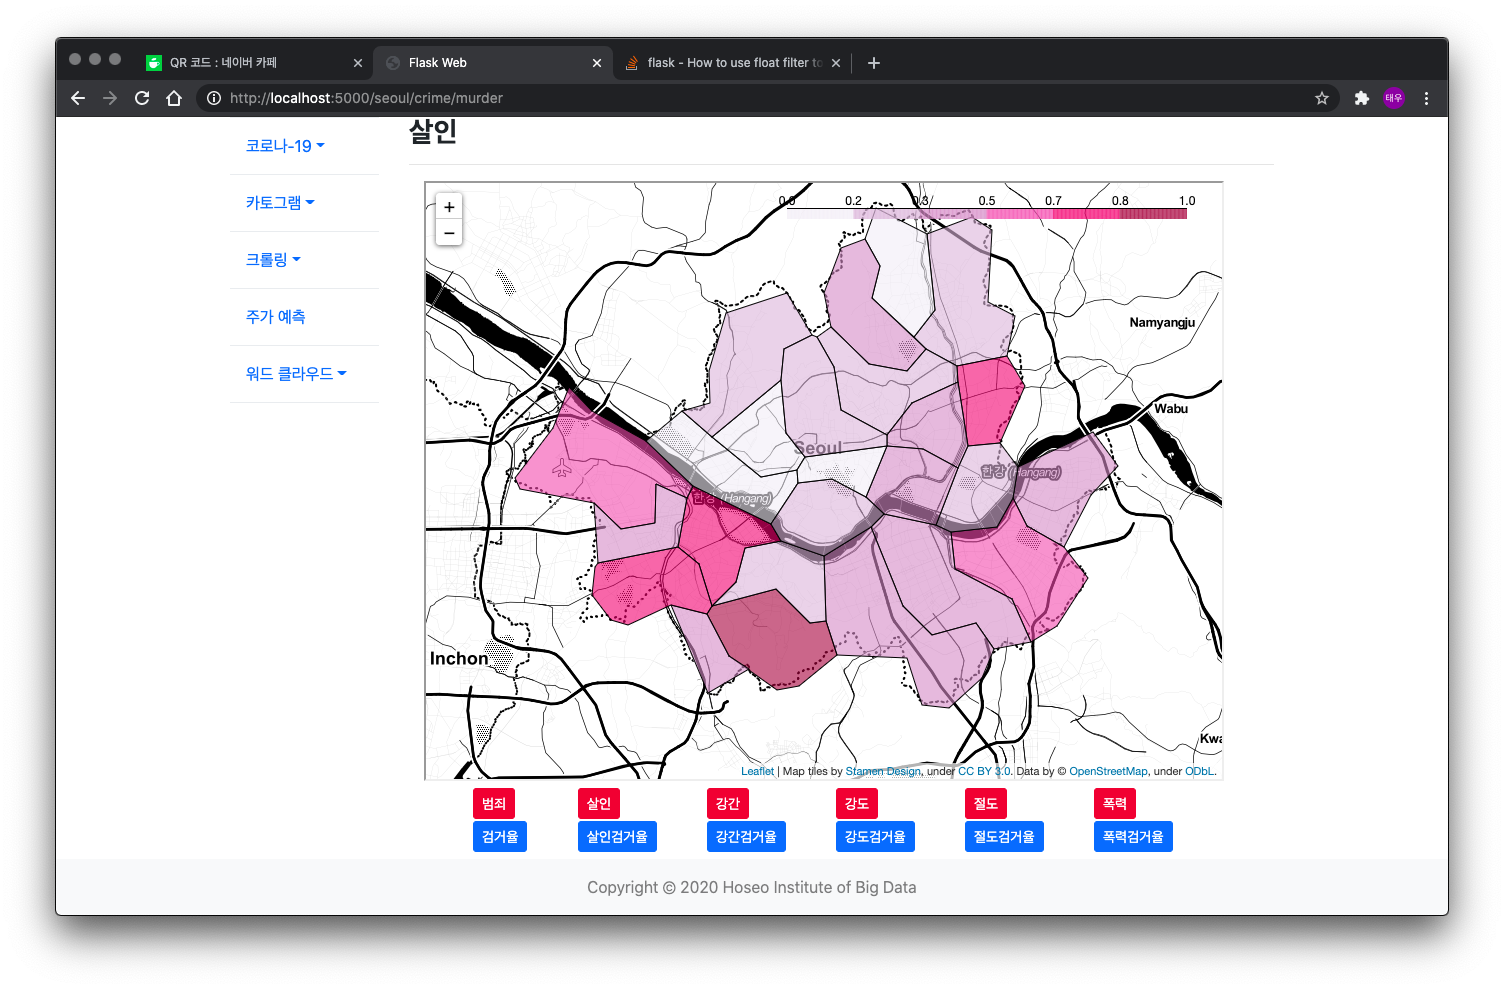 QR 코드 : 네이버 카페
Flask Web
flask - How to use float filter to
http://localhost:5000/seoul/crime/murder
태우
코로나-19
카토그램
크롤링
주가 예측
워드 클라우드
살인
+
−
0.0 0.2 0.3 0.5 0.7 0.8 1.0
Namyangju
Wabu
Seoul
한강 (Hangang)
한강 (Hangang)
Inchon
Kwa
Leaflet | Map tiles by Stamen Design, under CC BY 3.0. Data by © OpenStreetMap, under ODbL.
범죄 살인 강간 강도 절도 폭력
검거율 살인검거율 강간검거율 강도검거율 절도검거율 폭력검거율
Copyright © 2020 Hoseo Institute of Big Data